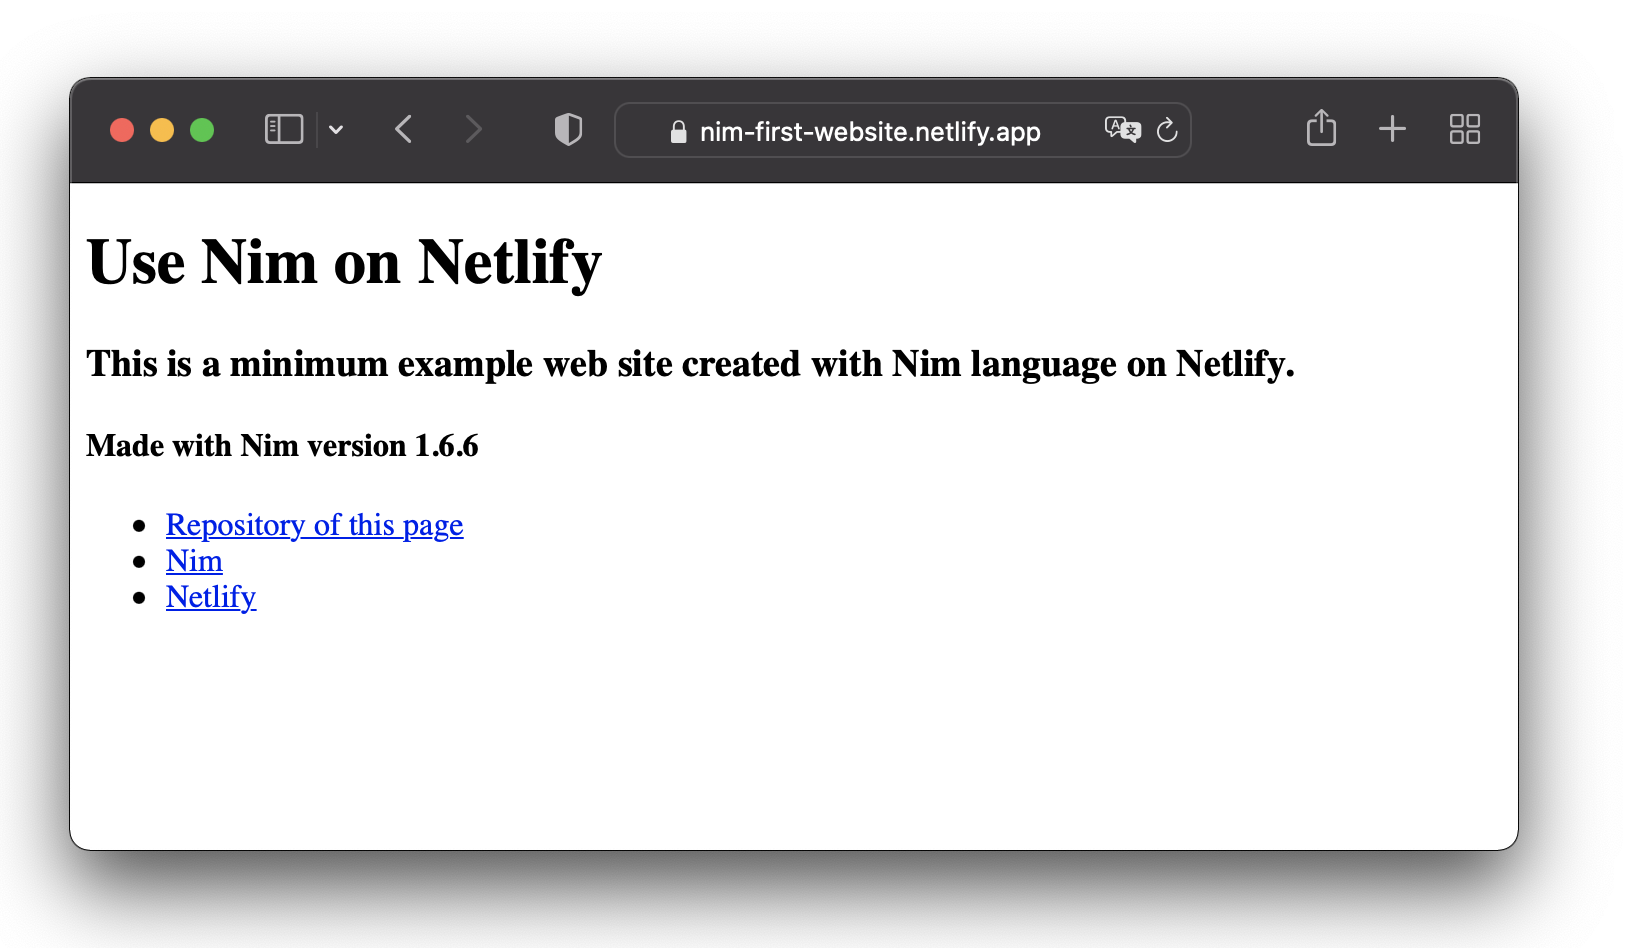 nim-first-website.netlify.app
Use Nim on Netlify
This is a minimum example web site created with Nim language on Netlify.
Made with Nim version 1.6.6
Repository of this page
Nim
Netlify